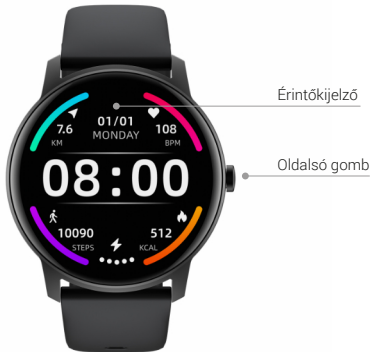 01/01
MONDAY
7.6
KM
108
BPM
Érintőkijelző
08:00
Oldalsó gomb
10090
STEPS
512
KCAL